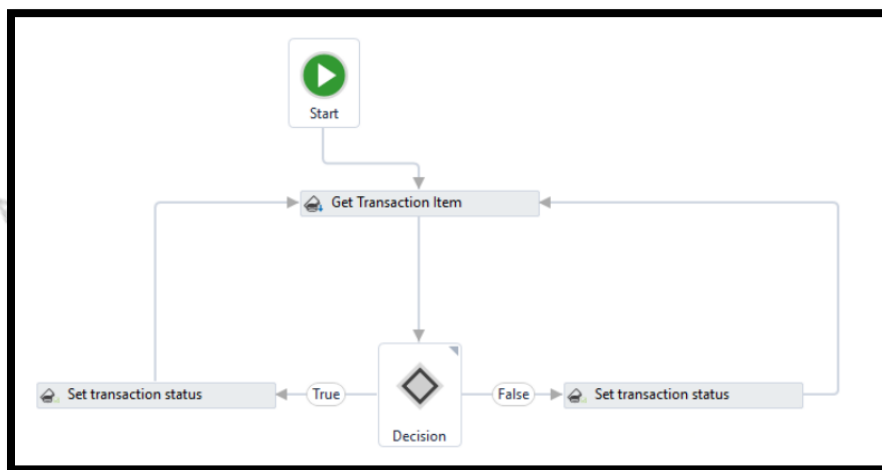 Start
Get Transaction Item
Set transaction status
True
False
Set transaction status
Decision